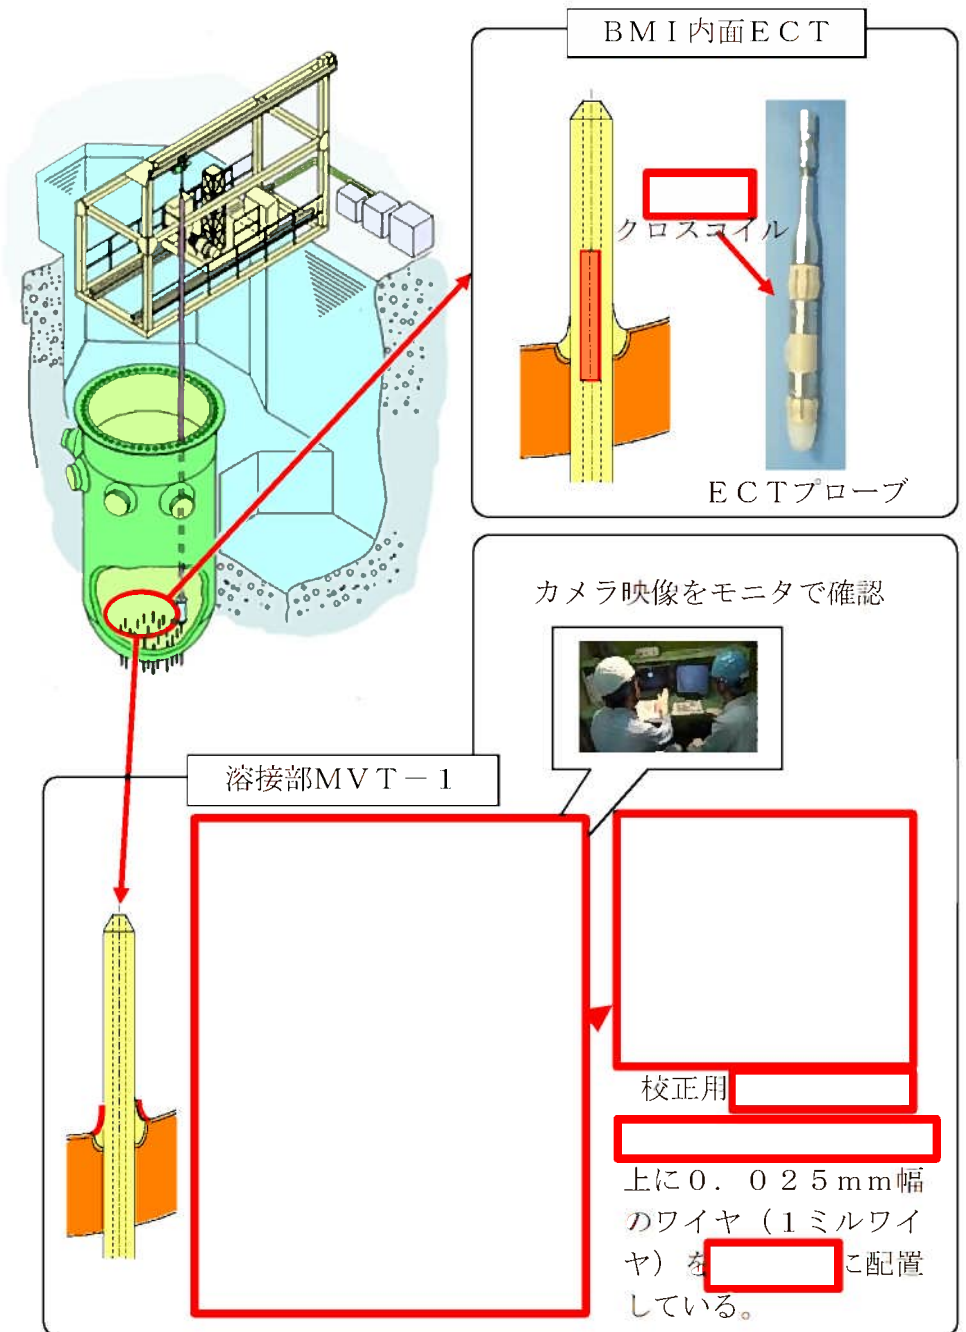 ＢＭＩ内面ＥＣＴ
クロスコイル
ＥＣＴプローブ
カメラ映像をモニタで確認
溶接部ＭＶＴ－１
校正用
上に０．０２５ｍｍ幅
のワイヤ（１ミルワイ
ヤ）を に配置
している。